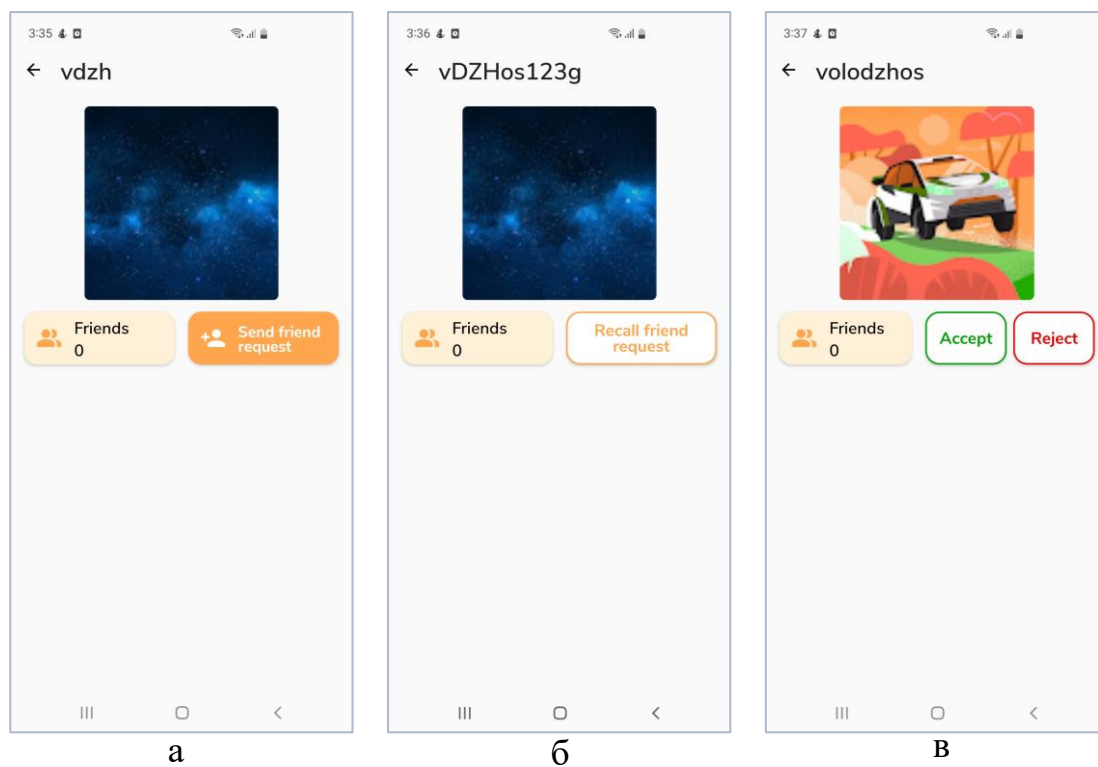 3:35
vdzh
Friends
0
Send friend
request
а
3:36
vDZHos123g
Friends
0
Recall friend
request
б
3:37
volodzhos
Friends
0
Accept
Reject
в